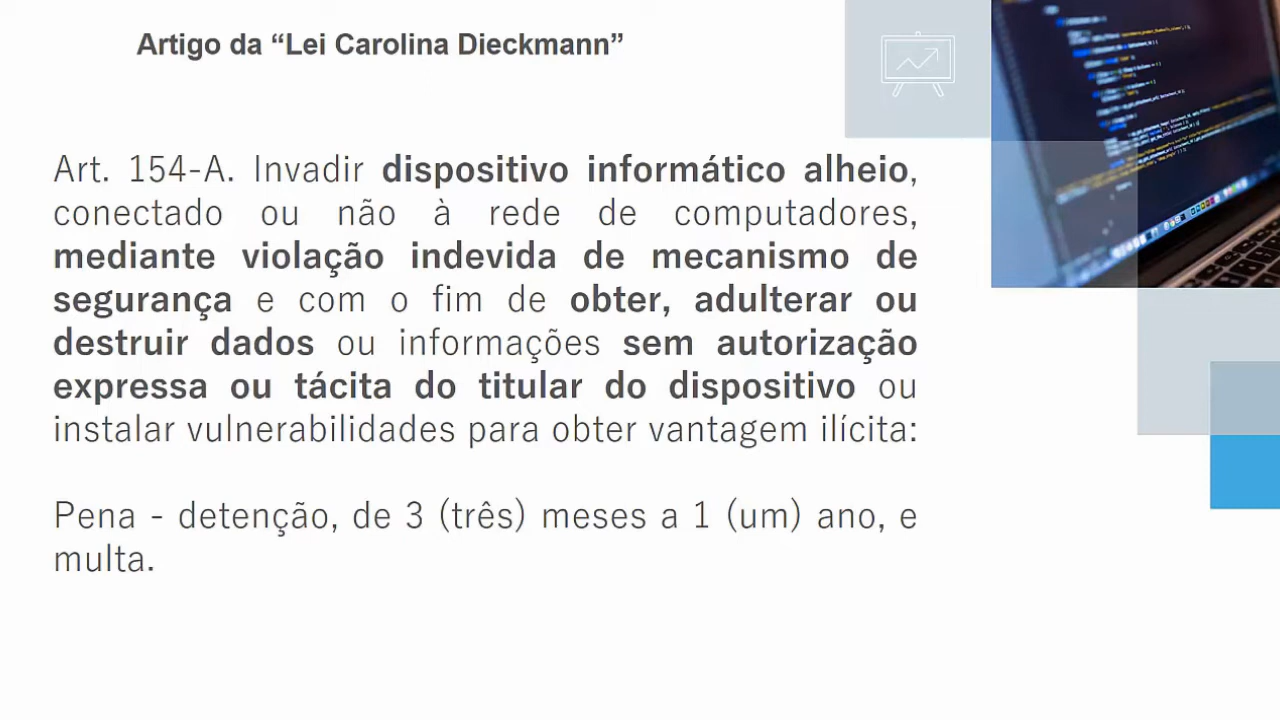 Artigo da “Lei Carolina Dieckmann”
Art. 154-A. Invadir dispositivo informático alheio,
conectado ou não à rede de computadores,
mediante violação indevida de mecanismo de
segurança e com o fim de obter, adulterar ou
destruir dados ou informações sem autorização
expressa ou tácita do titular do dispositivo ou
instalar vulnerabilidades para obter vantagem ilícita:
Pena - detenção, de 3 (três) meses a 1 (um) ano, e
multa.